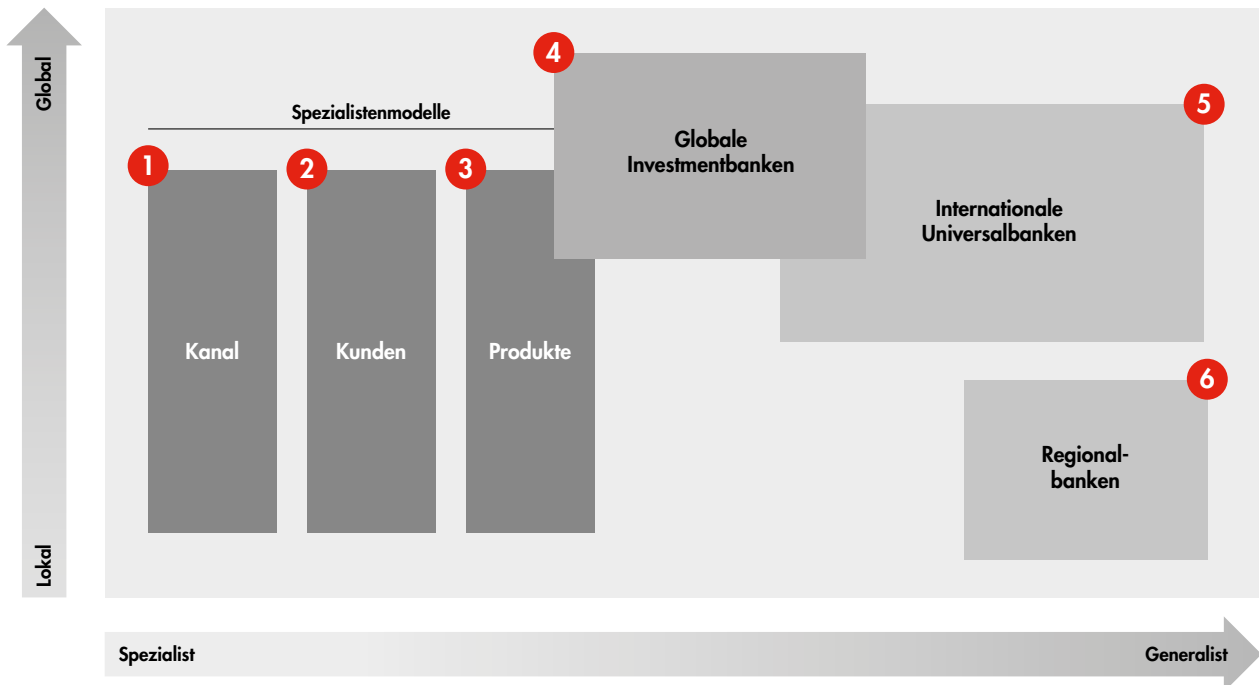 Global
Lokal
Spezialistenmodelle
1
2
3
4
5
6
Kanal
Kunden
Produkte
Globale
Investmentbanken
Internationale
Universalbanken
Regional-
banken
Spezialist
Generalist